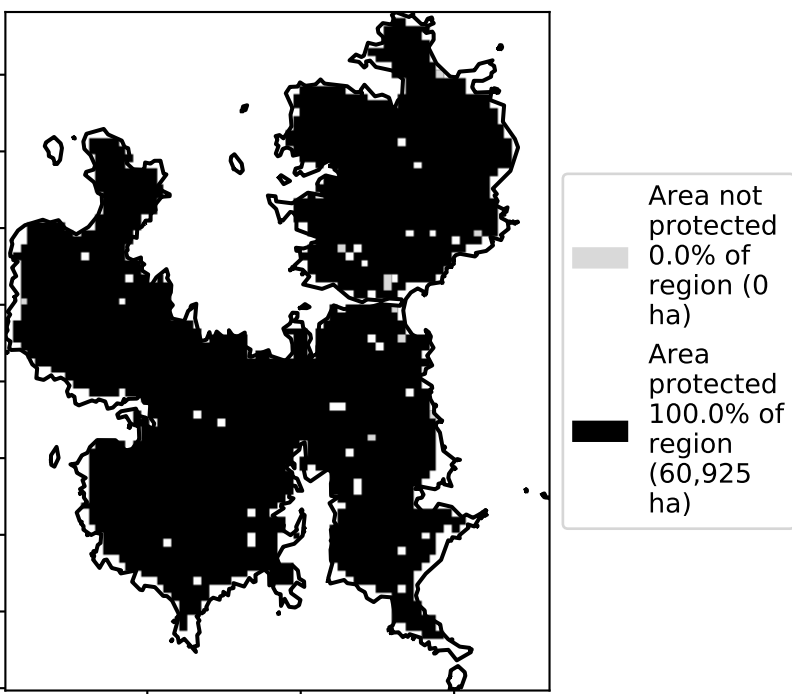 Area not
protected
0.0% of
region (0
ha)
Area
protected
100.0% of
region
(60,925
ha)